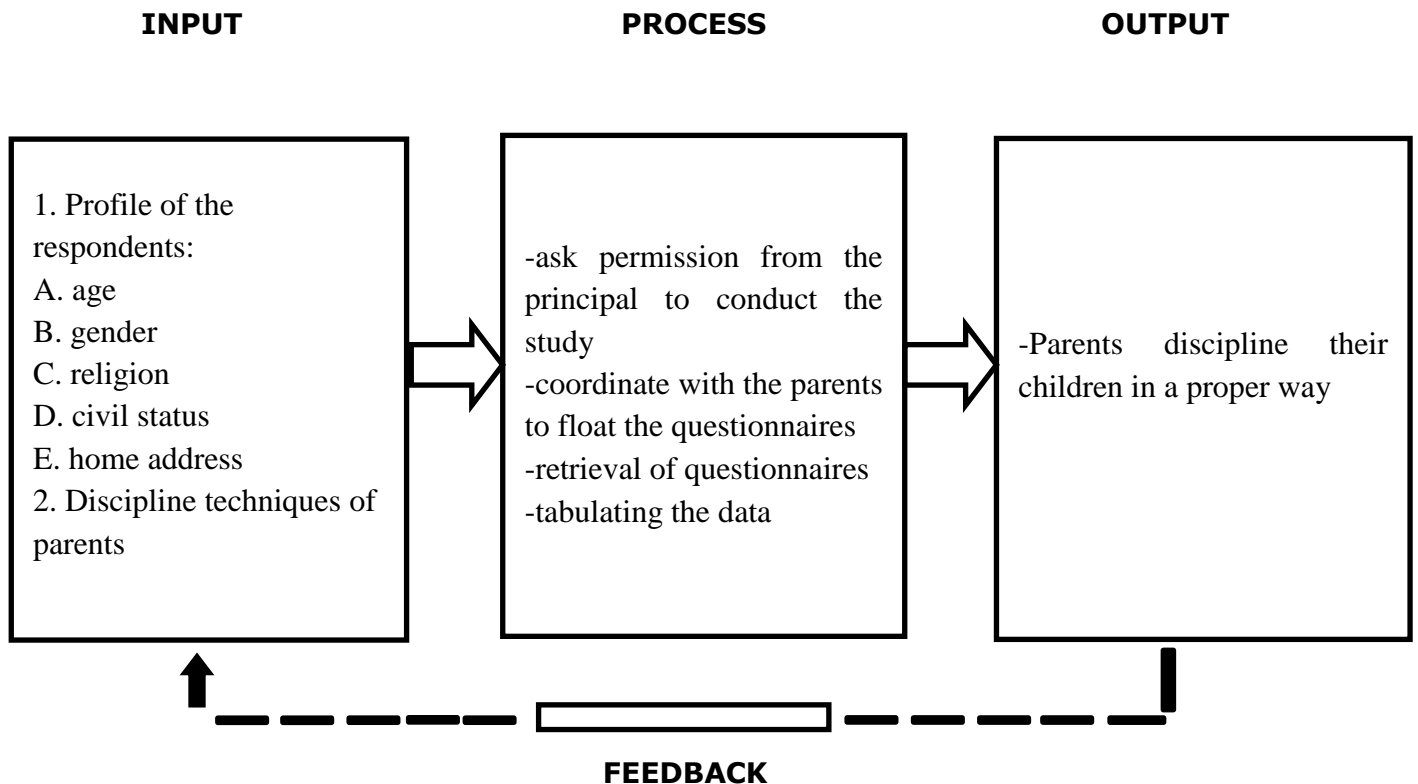 INPUT
PROCESS
OUTPUT
1. Profile of the
respondents:
A. age
B. gender
C. religion
D. civil status
E. home address
2. Discipline techniques of
parents
-ask permission from the
principal to conduct the
study
-coordinate with the parents
to float the questionnaires
-retrieval of questionnaires
-tabulating the data
-Parents discipline their
children in a proper way
FEEDBACK